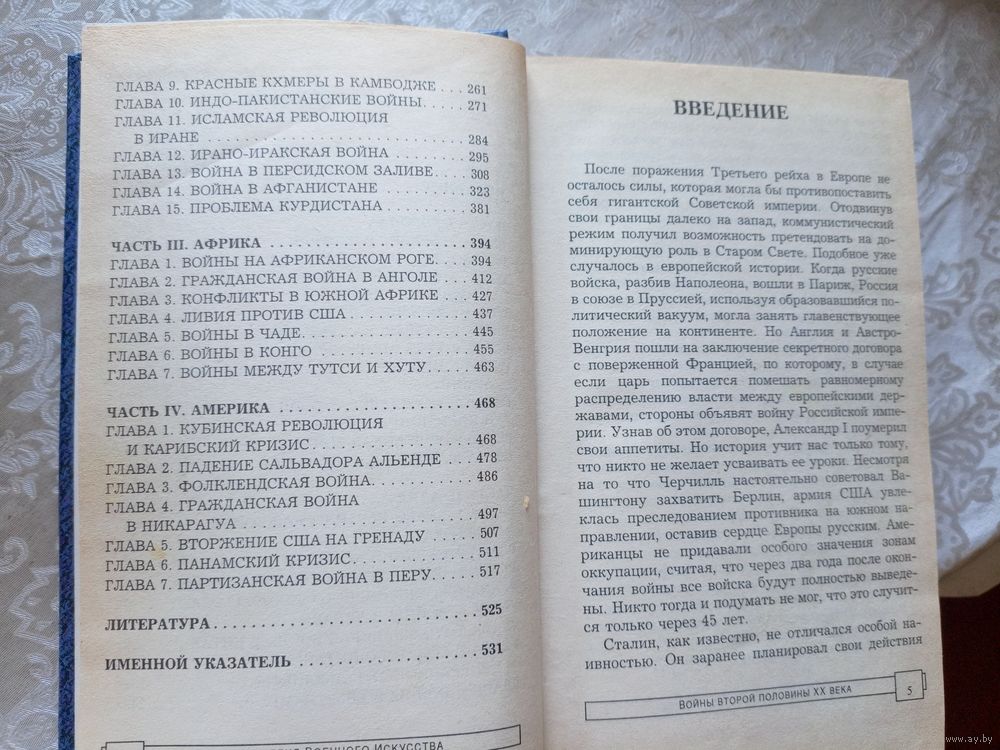 ГЛАВА 9. КРАСНЫЕ КХМЕРЫ В КАМБОДЖЕ . . . 261
ГЛАВА 10. ИНДО-ПАКИСТАНСКИЕ ВОЙНЫ. . . . 271
ГЛАВА 11. ИСЛАМСКАЯ РЕВОЛЮЦИЯ
В ИРАНЕ . . . . . . . . . . . . . . . . . . . . . . . 284
ГЛАВА 12. ИРАНО-ИРАКСКАЯ ВОЙНА . . . . . . . 295
ГЛАВА 13. ВОЙНА В ПЕРСИДСКОМ ЗАЛИВЕ . . . 308
ГЛАВА 14. ВОЙНА В АФГАНИСТАНЕ . . . . . . . . 323
ГЛАВА 15. ПРОБЛЕМА КУРДИСТАНА . . . . . . . . 381
ЧАСТЬ III. АФРИКА . . . . . . . . . . . . . . . . . . 394
ГЛАВА 1. ВОЙНЫ НА АФРИКАНСКОМ РОГЕ. . . . 394
ГЛАВА 2. ГРАЖДАНСКАЯ ВОЙНА В АНГОЛЕ . . . 412
ГЛАВА 3. КОНФЛИКТЫ В ЮЖНОЙ АФРИКЕ . . . 427
ГЛАВА 4. ЛИВИЯ ПРОТИВ США . . . . . . . . . . . 437
ГЛАВА 5. ВОЙНЫ В ЧАДЕ. . . . . . . . . . . . . . . 445
ГЛАВА 6. ВОЙНЫ В КОНГО . . . . . . . . . . . . . . 455
ГЛАВА 7. ВОЙНЫ МЕЖДУ ТУТСИ И ХУТУ. . . . . 463
ЧАСТЬ IV. АМЕРИКА . . . . . . . . . . . . . . . . . 468
ГЛАВА 1. КУБИНСКАЯ РЕВОЛЮЦИЯ
И КАРИБСКИЙ КРИЗИС . . . . . . . . . . . . . . 468
ГЛАВА 2. ПАДЕНИЕ САЛЬВАДОРА АЛЬЕНДЕ . . . 478
ГЛАВА 3. ФОЛКЛЕНДСКАЯ ВОЙНА. . . . . . . . . . 486
ГЛАВА 4. ГРАЖДАНСКАЯ ВОЙНА
В НИКАРАГУА . . . . . . . . . . . . . . . . . . . 497
ГЛАВА 5. ВТОРЖЕНИЕ США НА ГРЕНАДУ . . . . 507
ГЛАВА 6. ПАНАМСКИЙ КРИЗИС. . . . . . . . . . . 511
ГЛАВА 7. ПАРТИЗАНСКАЯ ВОЙНА В ПЕРУ. . . . . 517
ЛИТЕРАТУРА. . . . . . . . . . . . . . . . . . . . . . 525
ИМЕННОЙ УКАЗАТЕЛЬ . . . . . . . . . . . . . . . 531
ВОЕННОГО ИСКУССТВА
ВВЕДЕНИЕ
После поражения Третьего рейха в Европе не
осталось силы, которая могла бы противопоставить
себя гигантской Советской империи. Отодвинув
свои границы далеко на запад, коммунистический
режим получил возможность претендовать на до-
минирующую роль в Старом Свете. Подобное уже
случалось в европейской истории. Когда русские
войска, разбив Наполеона, вошли в Париж, Россия
в союзе с Пруссией, используя образовавшийся по-
литический вакуум, могла занять главенствующее
положение на континенте. Но Англия и Австро-
Венгрия пошли на заключение секретного договора
с поверженной Францией, по которому, в случае
если царь попытается помешать равномерному
распределению власти между европейскими дер-
жавами, стороны объявят войну Российской импе-
рии. Узнав об этом договоре, Александр I поумерил
свои аппетиты. Но история учит нас только тому,
что никто не желает усваивать ее уроки. Несмотря
на то что Черчилль настоятельно советовал Ва-
шингтону захватить Берлин, армия США увле-
клась преследованием противника на южном на-
правлении, оставив сердце Европы русским. Аме-
риканцы не придавали особого значения зонам
оккупации, считая, что через два года после окон-
чания войны все войска будут полностью выведе-
ны. Никто тогда и подумать не мог, что это случит-
ся только через 45 лет.
Сталин, как известно, не отличался особой на-
ивностью. Он заранее планировал свои действия
ВОЙНЫ ВТОРОЙ ПОЛОВИНЫ XX ВЕКА 5
www.ay.by